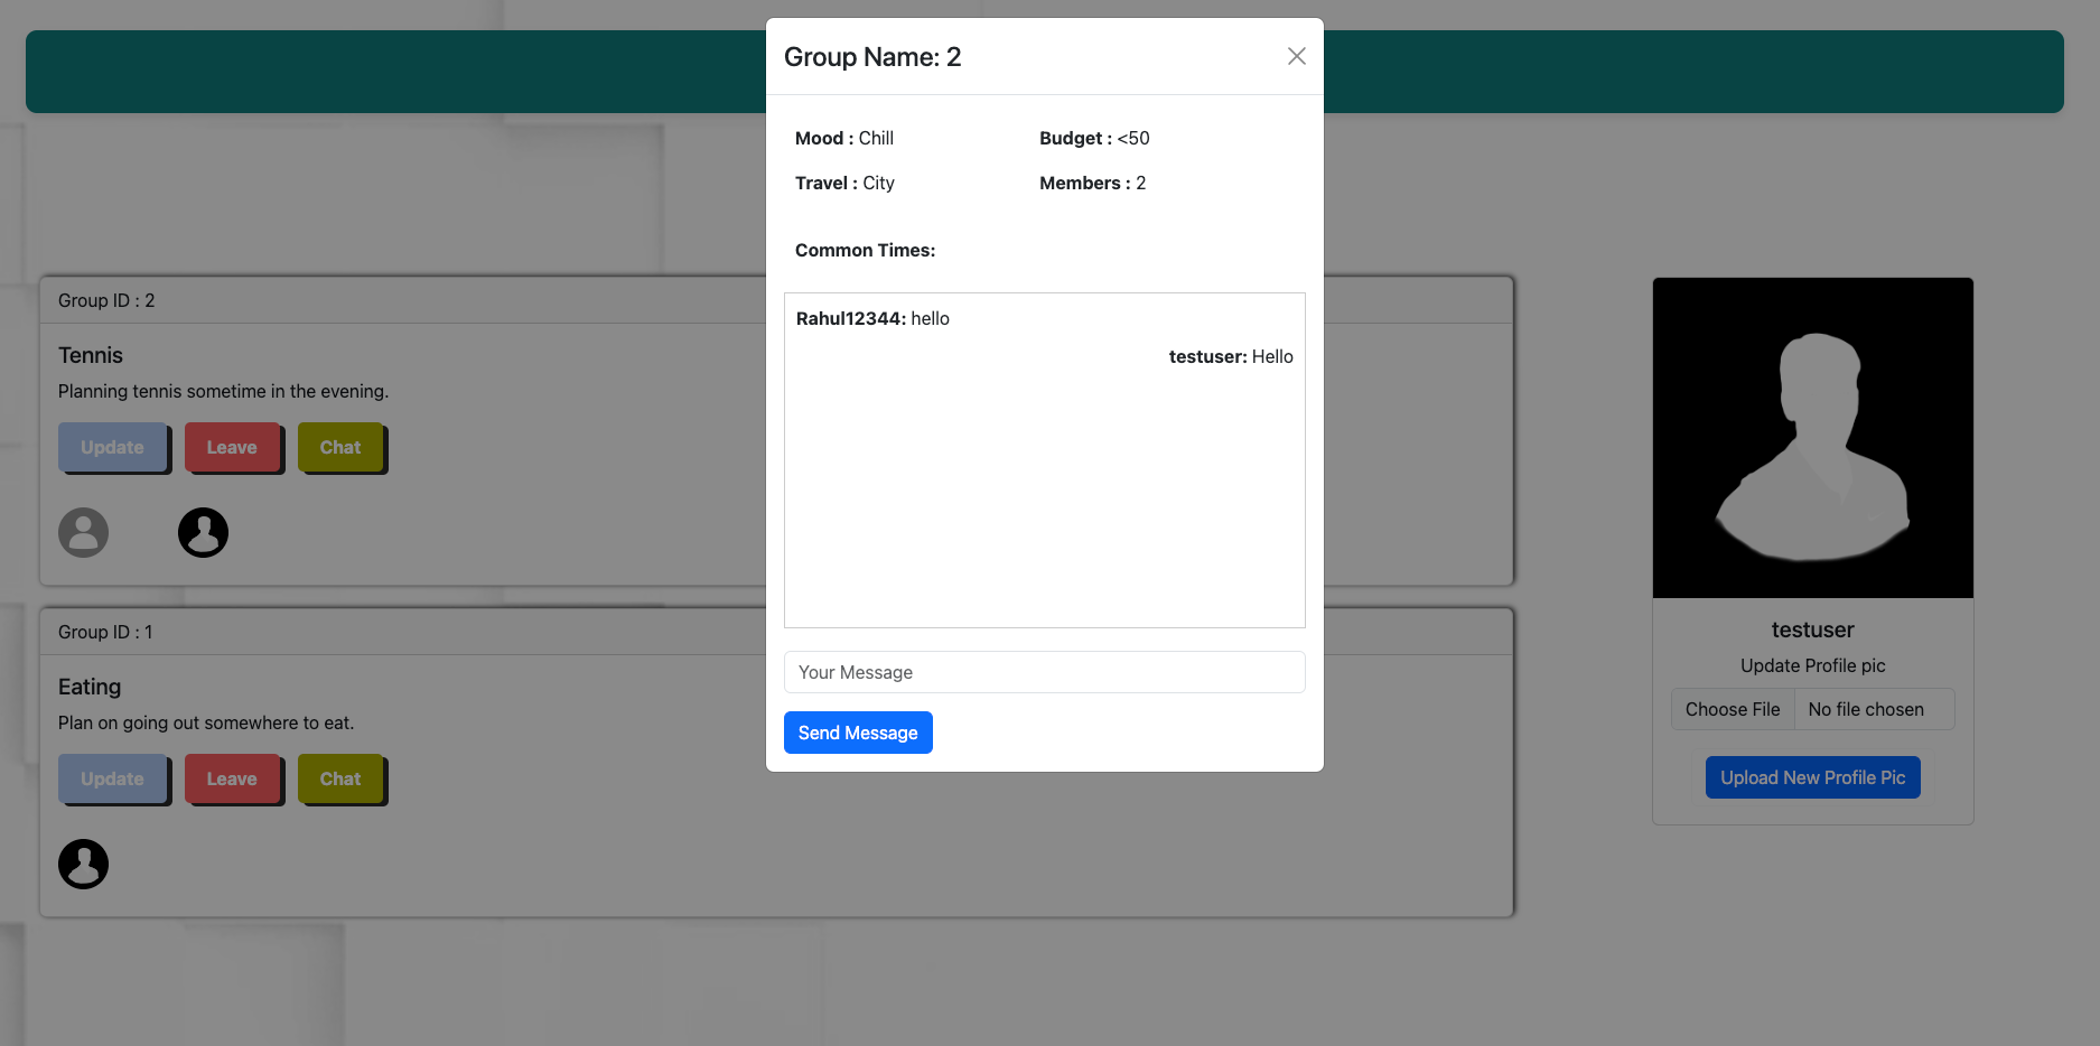 Group Name: 2
Mood : Chill
Budget : <50
Travel : City
Members : 2
Common Times:
Rahul12344: hello
testuser: Hello
Your Message
Send Message
Group ID : 2
Tennis
Planning tennis sometime in the evening.
Update
Leave
Chat
Group ID : 1
Eating
Plan on going out somewhere to eat.
Update
Leave
Chat
testuser
Update Profile pic
Choose File
No file chosen
Upload New Profile Pic